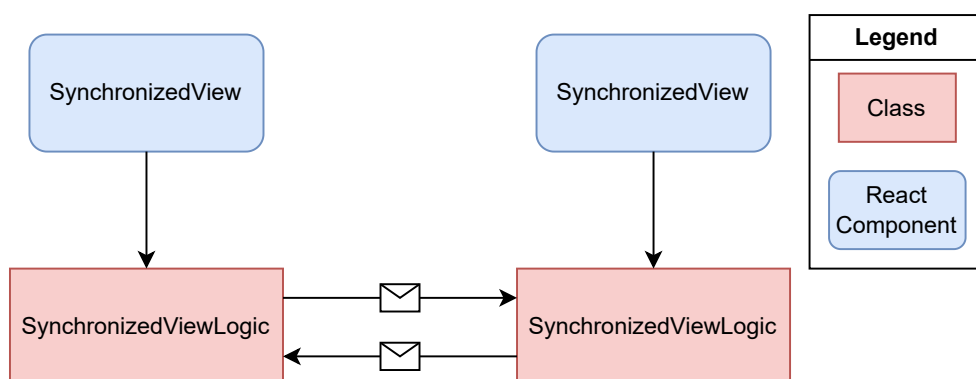 SynchronizedView
SynchronizedView
Legend
Class
React
Component
SynchronizedViewLogic
SynchronizedViewLogic